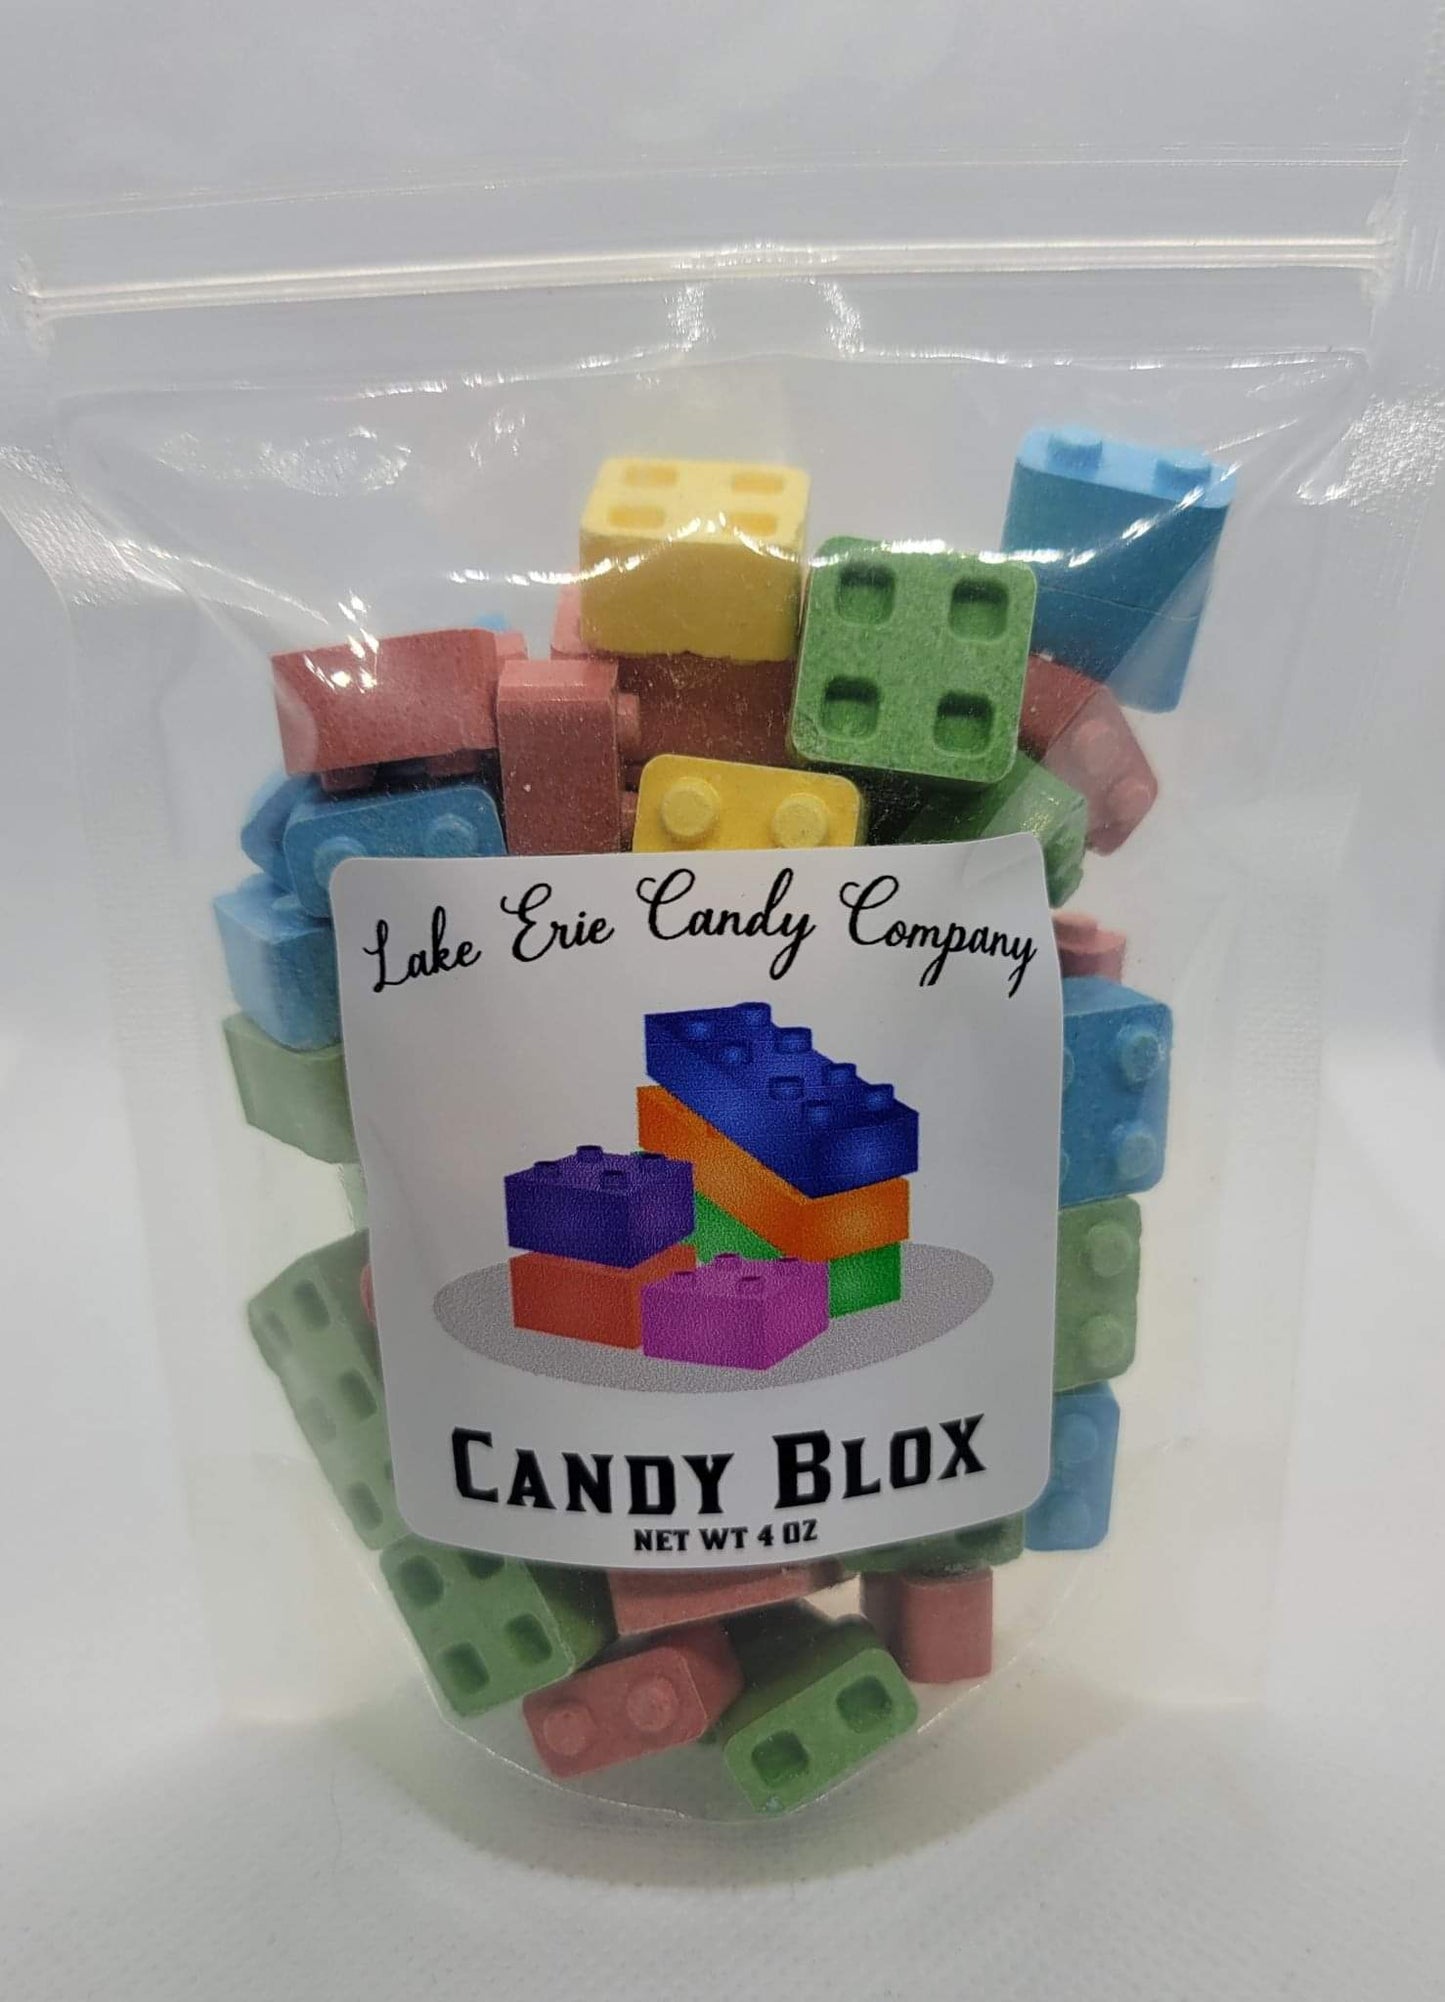 Lake Erie Candy Company
CANDY BLOX
NET WT 4 OZ